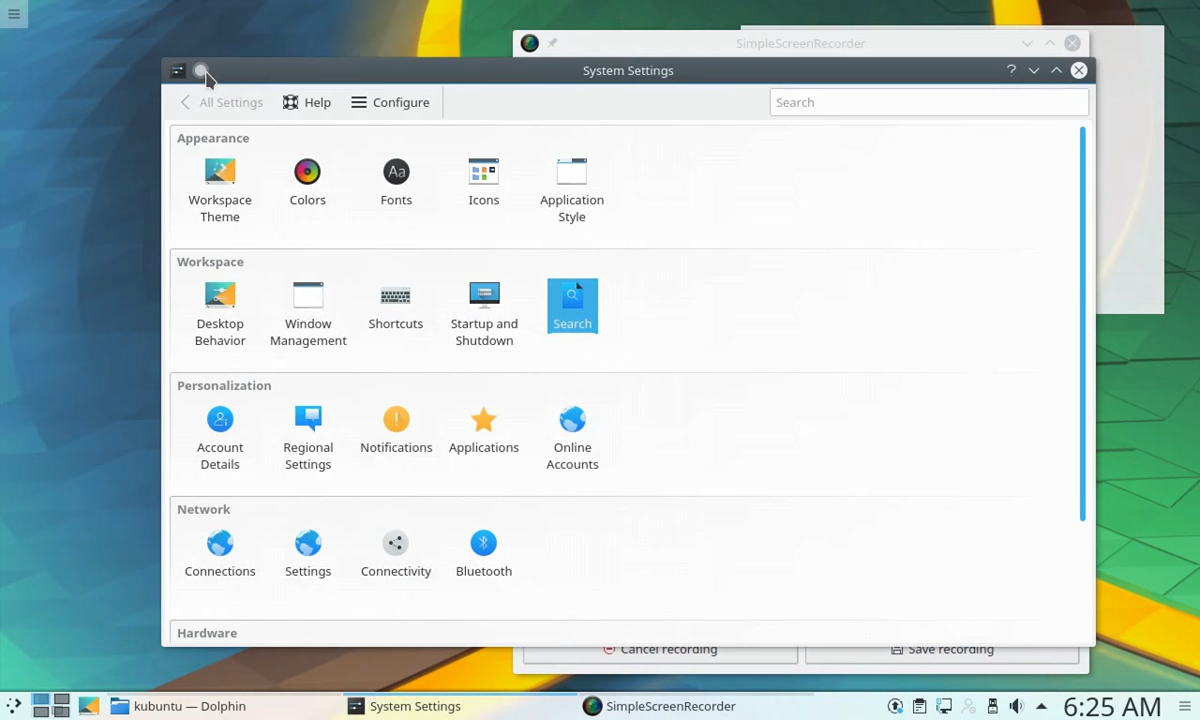 SimpleScreenRecorder
System Settings
All Settings
Help
Configure
Search
Appearance
Workspace
Theme
Colors
Aa
Fonts
Icons
Application
Style
Workspace
Desktop
Behavior
Window
Management
Shortcuts
Startup and
Shutdown
Search
Personalization
Account
Details
Regional
Settings
Notifications
Applications
Online
Accounts
Network
Connections
Settings
Connectivity
Bluetooth
Hardware
Cancel recording
Save recording
kubuntu — Dolphin
System Settings
SimpleScreenRecorder
6:25 AM